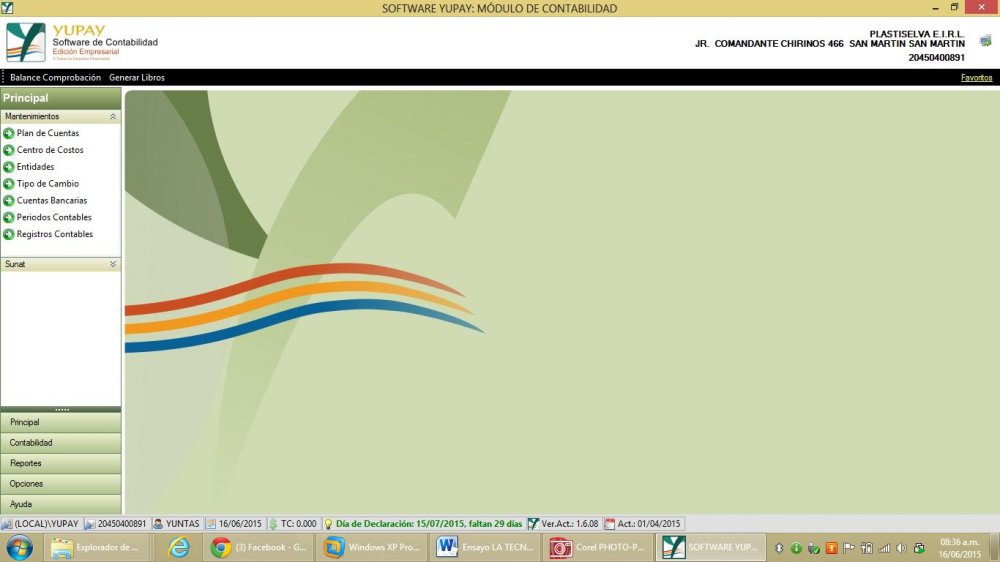 SOFTWARE YUPAY: MÓDULO DE CONTABILIDAD
YUPAY
Software de Contabilidad
Edición Empresarial
PLASTISELVA E.I.R.L.
JR. COMANDANTE CHIRINOS 466 SAN MARTIN SAN MARTIN
20450400891
Balance Comprobación Generar Libros Favoritos
Principal
Mantenimientos
Plan de Cuentas
Centro de Costos
Entidades
Tipo de Cambio
Cuentas Bancarias
Periodos Contables
Registros Contables
Sunat
Principal
Contabilidad
Reportes
Opciones
Ayuda
(LOCAL)\YUPAY 20450400891 YUNTAS 16/06/2015 TC: 0.000 Día de Declaración: 15/07/2015, faltan 29 días Ver.Act.: 1.6.08 Act.: 01/04/2015
Explorador de ... (3) Facebook - G... Windows XP Pro... Ensayo LA TECN... Corel PHOTO-P... SOFTWARE YUP... 08:36 a.m.
16/06/2015